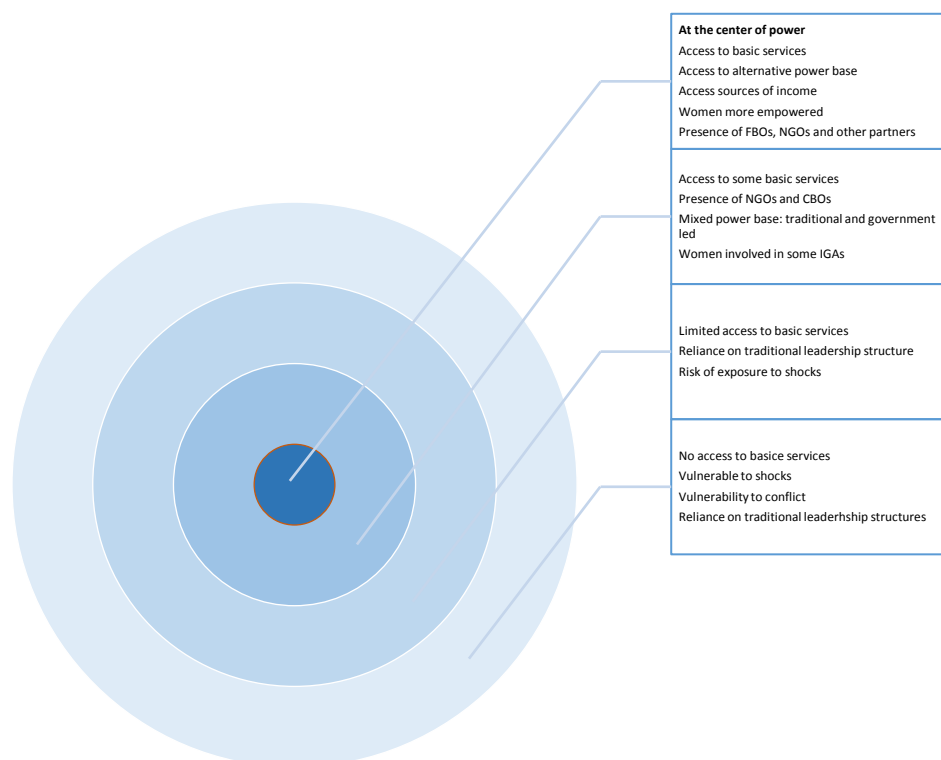 At the center of power
Access to basic services
Access to alternative power base
Access sources of income
Women more empowered
Presence of FBOs, NGOs and other partners
Access to some basic services
Presence of NGOs and CBOs
Mixed power base: traditional and government
led
Women involved in some IGAs
Limited access to basic services
Reliance on traditional leadership structure
Risk of exposure to shocks
No access to basice services
Vulnerable to shocks
Vulnerability to conflict
Reliance on traditional leaderhship structures